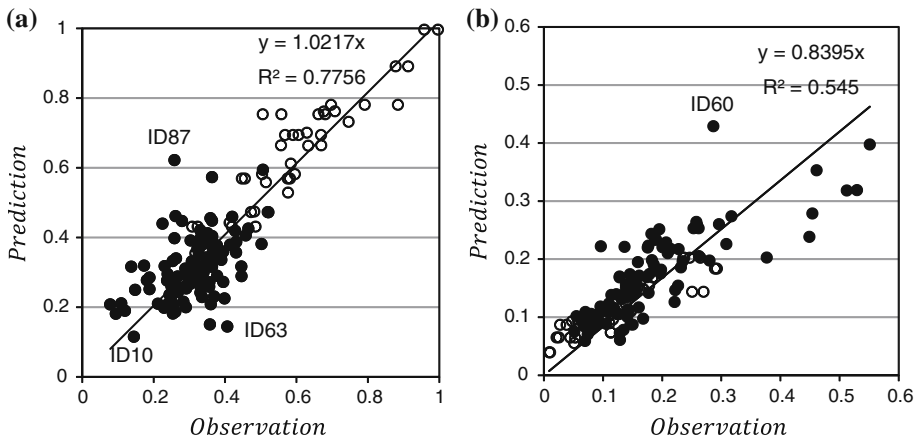 (a)
1
0.8
0.6
0.4
0.2
0
0
0.2
0.4
0.6
0.8
1
Prediction
Observation
y = 1.0217x
R² = 0.7756
ID87
ID63
ID10
(b)
0.6
0.5
0.4
0.3
0.2
0.1
0
0
0.1
0.2
0.3
0.4
0.5
0.6
Prediction
Observation
y = 0.8395x
R² = 0.545
ID60